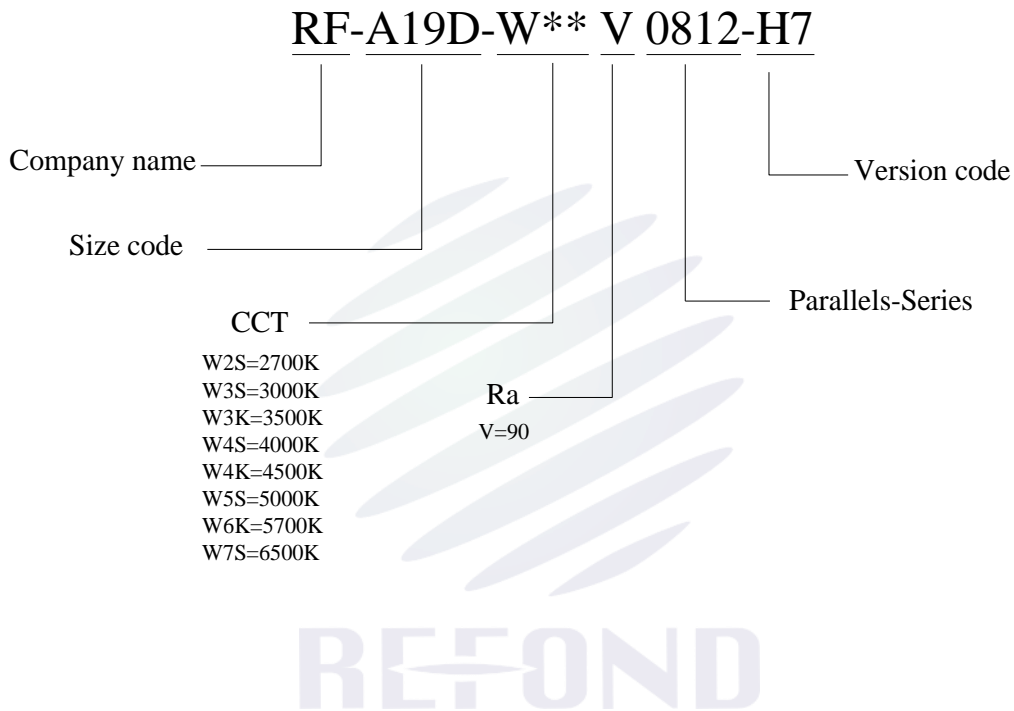 RF-A19D-W** V 0812-H7
Company name
Version code
Size code
Parallels-Series
CCT
W2S=2700K
W3S=3000K
W3K=3500K
W4S=4000K
W4K=4500K
W5S=5000K
W6K=5700K
W7S=6500K
Ra
V=90
REFOND